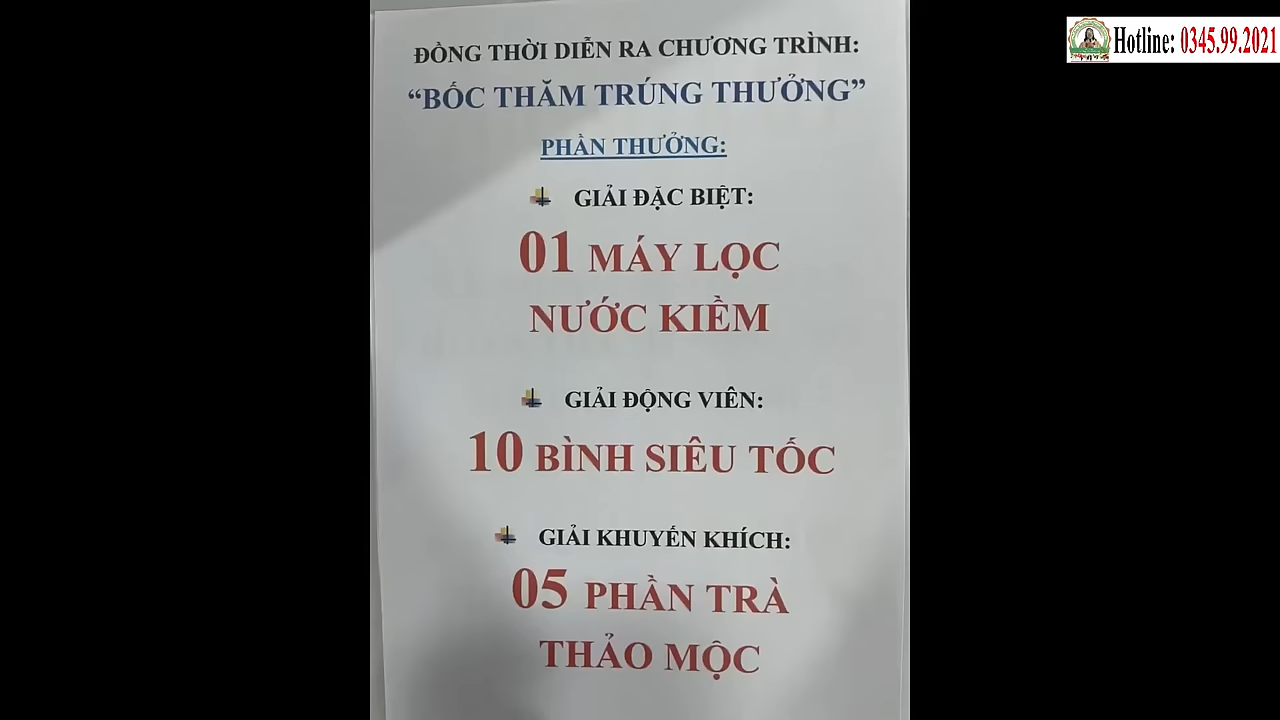 Hotline: 0345.99.2021
ĐỒNG THỜI DIỄN RA CHƯƠNG TRÌNH:
“BỐC THĂM TRÚNG THƯỞNG”
PHẦN THƯỞNG:
GIẢI ĐẶC BIỆT:
01 MÁY LỌC
NƯỚC KIỀM
GIẢI ĐỘNG VIÊN:
10 BÌNH SIÊU TỐC
GIẢI KHUYẾN KHÍCH:
05 PHẦN TRÀ
THẢO MỘC